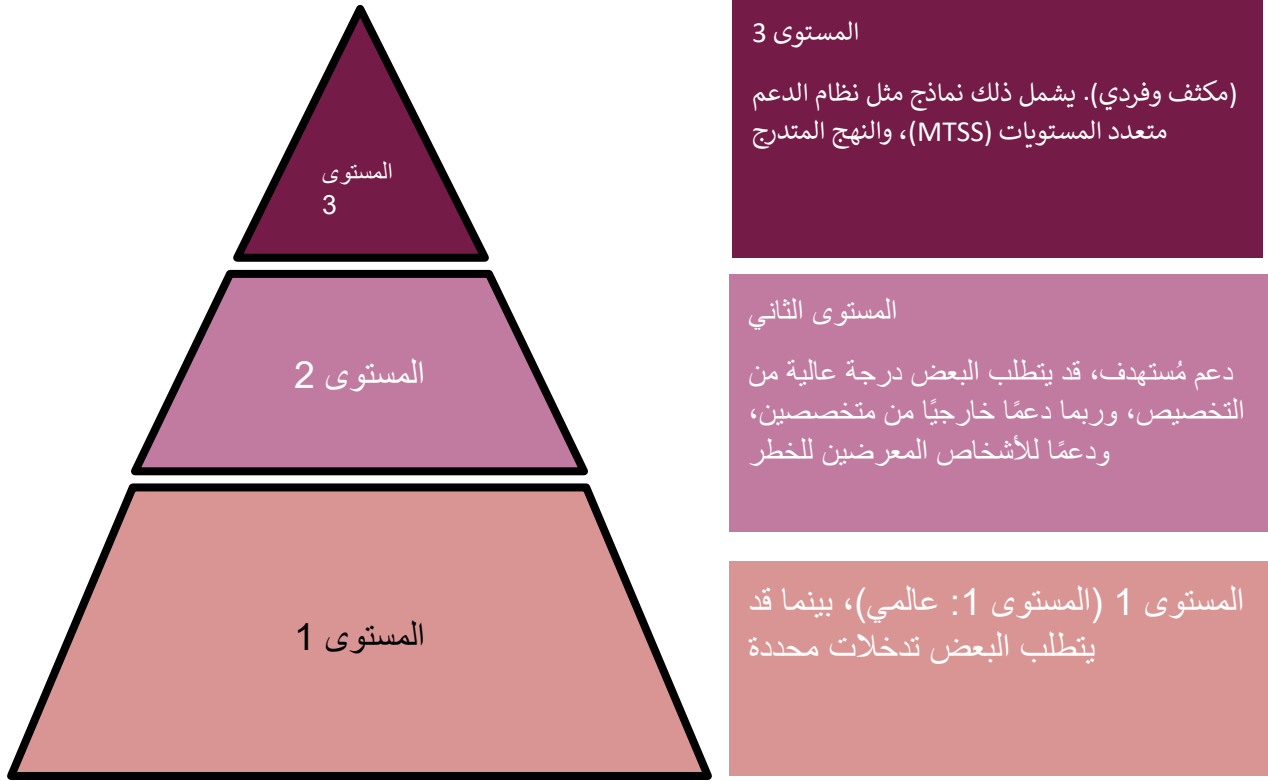 المستوى
3
المستوى 2
المستوى 1
المستوى 3
(مكثف وفردي). يشمل ذلك نماذج مثل نظام الدعم
متعدد المستويات (MTSS)، والنهج المتدرج
المستوى الثاني
دعم مُستهدف، قد يتطلب البعض درجة عالية من
التخصيص، وربما دعمًا خارجيًا من متخصصين،
ودعمًا للأشخاص المعرضين للخطر
المستوى 1 (المستوى 1: عالمي)، بينما قد
يتطلب البعض تدخلات محددة